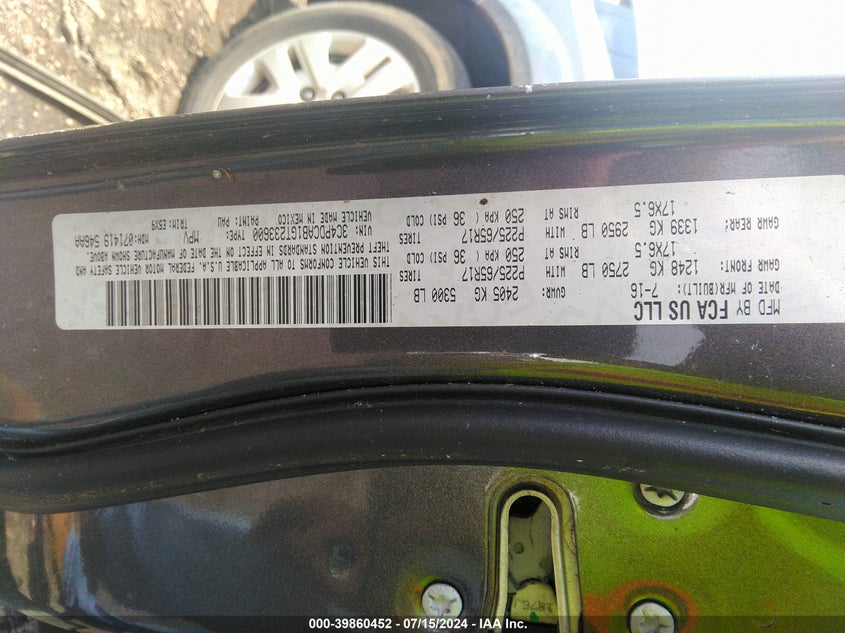 MFD BY FCA US LLC
DATE OF MFR(BUILT): 7-16
GVWR: 2405 KG 5300 LB
GAWR FRONT: 1248 KG 2750 LB WITH P225/65R17 TIRES
17X6.5 RIMS AT 250 KPA ( 36 PSI) COLD
GAWR REAR: 1339 KG 2950 LB WITH P225/65R17 TIRES
17X6.5 RIMS AT 250 KPA ( 36 PSI) COLD
THIS VEHICLE CONFORMS TO ALL APPLICABLE U.S.A. FEDERAL MOTOR VEHICLE SAFETY AND
THEFT PREVENTION STANDARDS IN EFFECT ON THE DATE OF MANUFACTURE SHOWN ABOVE.
VIN: 3C4PDCAB1GT233600 TYPE: MPV MDH:071419 546AA
VEHICLE MADE IN MEXICO PAINT: PAU TRIM:E5X9
000-39860452 - 07/15/2024 - IAA Inc.